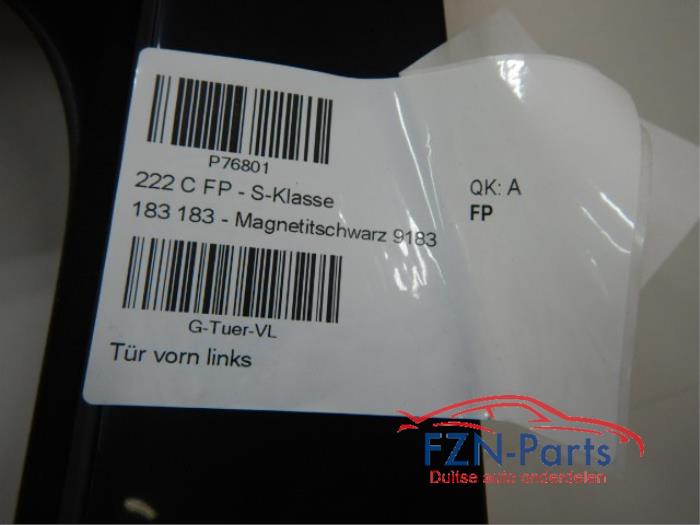 P76801
222 C FP - S-Klasse
183 183 - Magnetitschwarz 9183
QK: A
FP
G-Tuer-VL
Tür vorn links
FZN-Parts
Duitse auto onderdelen